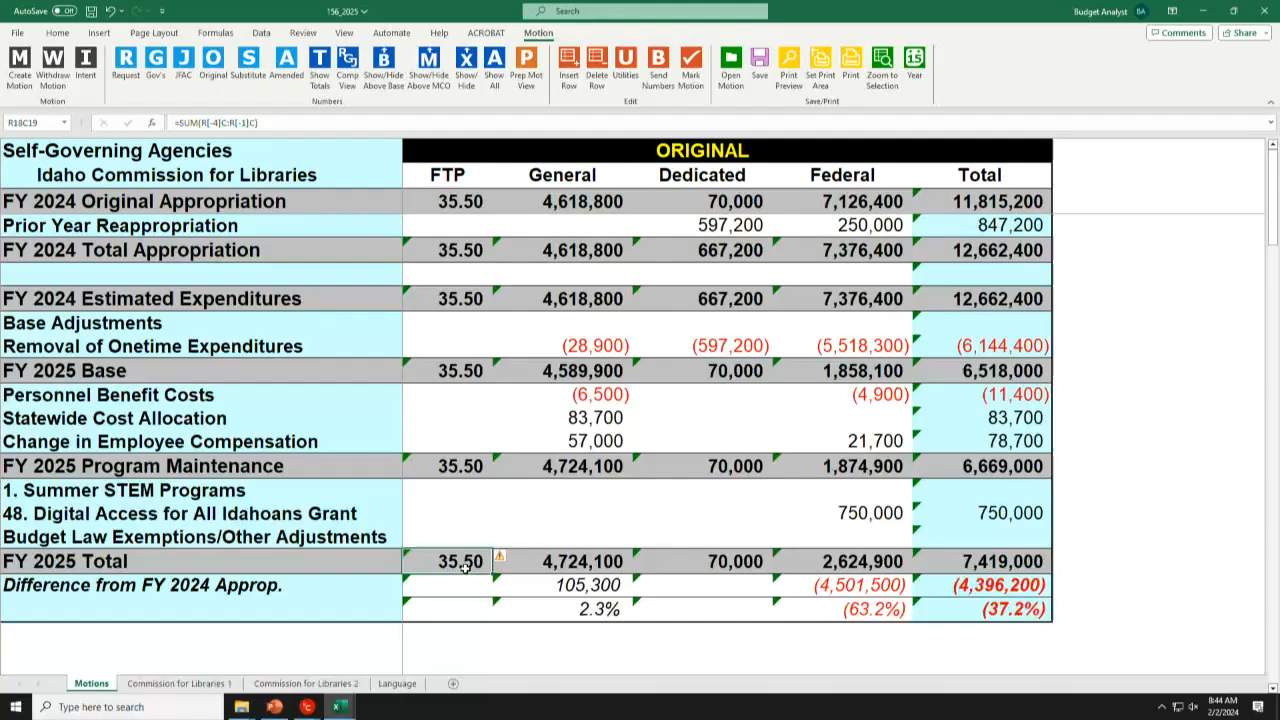 AutoSave Off 156_2025 Search Budget Analyst BA
File Home Insert Page Layout Formulas Data Review View Automate Help ACROBAT Motion Comments Share
M W I R G J O S A T RG B M $ A P U B 15
Create Motion Withdraw Motion Intent Request Gov's JFAC Original Substitute Amended Show Totals Comp View Show/Hide Above Base Show/Hide Above MCO Show/ Hide Show All Prep Mot View Insert Row Delete Row Utilities Send Numbers Mark Motion Open Motion Save Print Preview Set Print Area Print Zoom to Selection Year
Motion Numbers Edit Save/Print
R18C19 fx =SUM(R[-4]C:R[-1]C)
Self-Governing Agencies ORIGINAL
Idaho Commission for Libraries FTP General Dedicated Federal Total
FY 2024 Original Appropriation 35.50 4,618,800 70,000 7,126,400 11,815,200
Prior Year Reappropriation 597,200 250,000 847,200
FY 2024 Total Appropriation 35.50 4,618,800 667,200 7,376,400 12,662,400
FY 2024 Estimated Expenditures 35.50 4,618,800 667,200 7,376,400 12,662,400
Base Adjustments
Removal of Onetime Expenditures (28,900) (597,200) (5,518,300) (6,144,400)
FY 2025 Base 35.50 4,589,900 70,000 1,858,100 6,518,000
Personnel Benefit Costs (6,500) (4,900) (11,400)
Statewide Cost Allocation 83,700 83,700
Change in Employee Compensation 57,000 21,700 78,700
FY 2025 Program Maintenance 35.50 4,724,100 70,000 1,874,900 6,669,000
1. Summer STEM Programs
48. Digital Access for All Idahoans Grant 750,000 750,000
Budget Law Exemptions/Other Adjustments
FY 2025 Total 35.50 4,724,100 70,000 2,624,900 7,419,000
Difference from FY 2024 Approp. 105,300 (4,501,500) (4,396,200)
2.3% (63.2%) (37.2%)
Motions Commission for Libraries 1 Commission for Libraries 2 Language
Type here to search 8:44 AM
2/2/2024